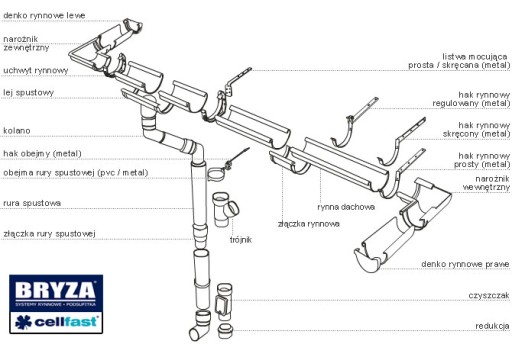 denko rynnowe lewe
narożnik
zewnętrzny
uchwyt rynnowy
lej spustowy
kolano
hak obejmy (metal)
obejma rury spustowej (pvc / metal)
rura spustowa
złączka rury spustowej
listwa mocująca
prosta / skręcana (metal)
hak rynnowy
regulowany (metal)
hak rynnowy
skręcony (metal)
hak rynnowy
prosty (metal)
narożnik
wewnętrzny
rynna dachowa
złączka rynnowa
trójnik
denko rynnowe prawe
czyszczak
redukcja
BRYZA®
SYSTEMY RYNNOWE • PODSUFITKA
cellfast®